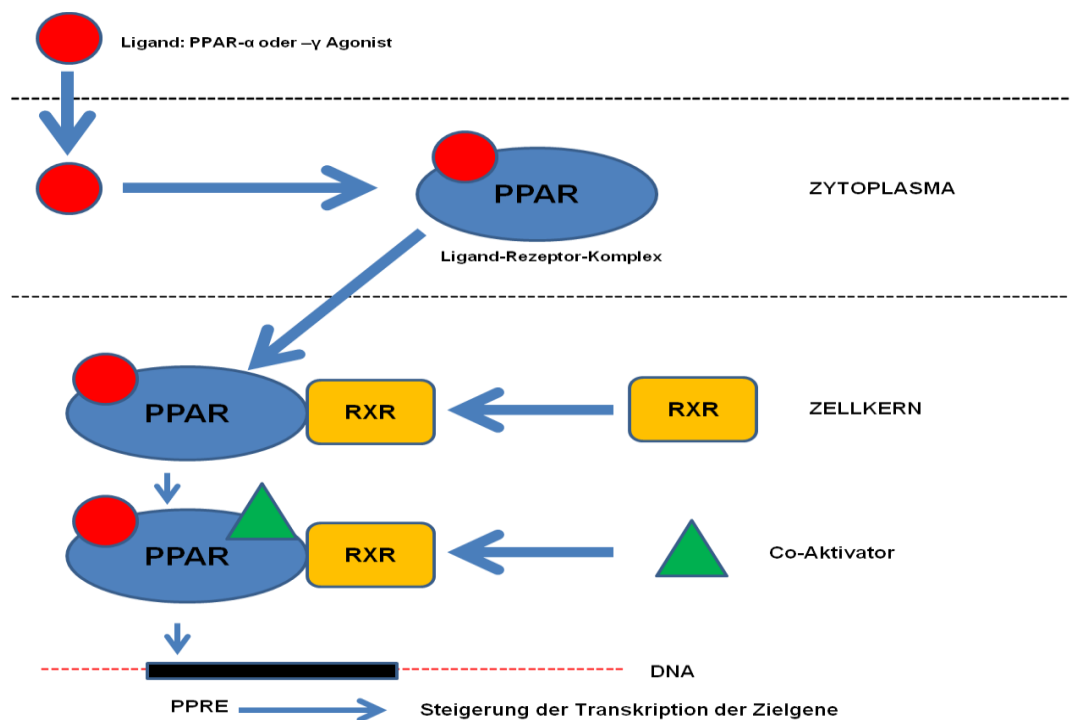 Ligand: PPAR-α oder –γ Agonist
PPAR
ZYTOPLASMA
Ligand-Rezeptor-Komplex
PPAR
RXR
RXR
ZELLKERN
PPAR
RXR
Co-Aktivator
DNA
PPRE
Steigerung der Transkription der Zielgene